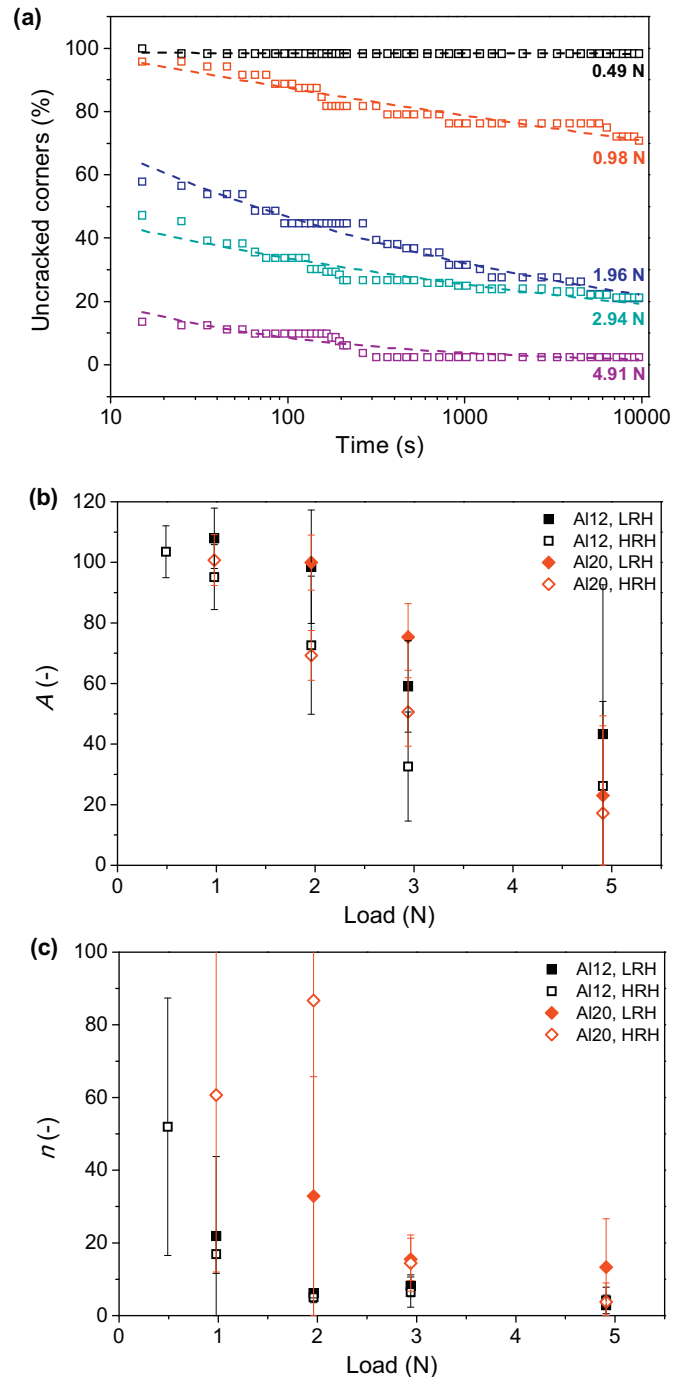 (a)
100
80
60
40
20
0
Uncracked corners (%)
0.49 N
0.98 N
1.96 N
2.94 N
4.91 N
10 100 1000 10000
Time (s)
(b)
120
100
80
60
40
20
0
A (-)
Al12, LRH
Al12, HRH
Al20, LRH
Al20, HRH
0 1 2 3 4 5
Load (N)
(c)
100
80
60
40
20
0
n (-)
Al12, LRH
Al12, HRH
Al20, LRH
Al20, HRH
0 1 2 3 4 5
Load (N)